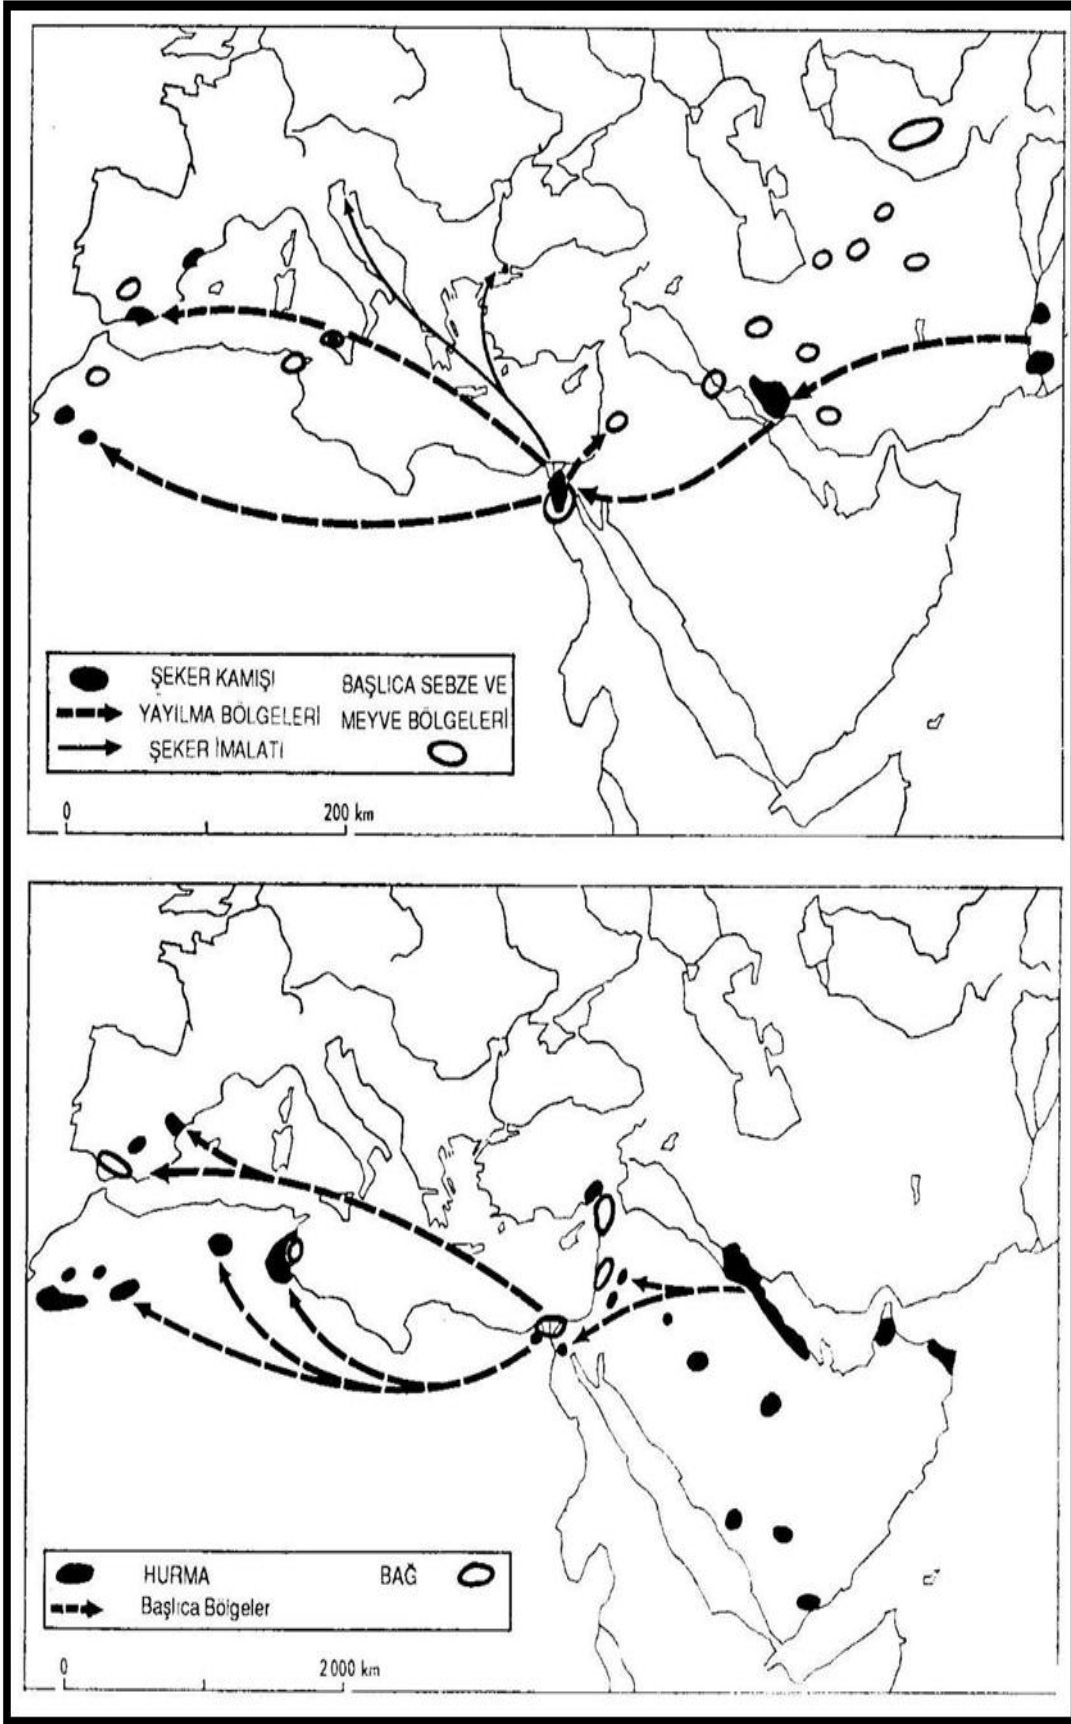 ŞEKER KAMIŞI
YAYILMA BÖLGELERİ
ŞEKER İMALATI
BAŞLICA SEBZE VE
MEYVE BÖLGELERİ
0 200 km
HURMA
BAĞ
Başlıca Bölgeler
0 2000 km